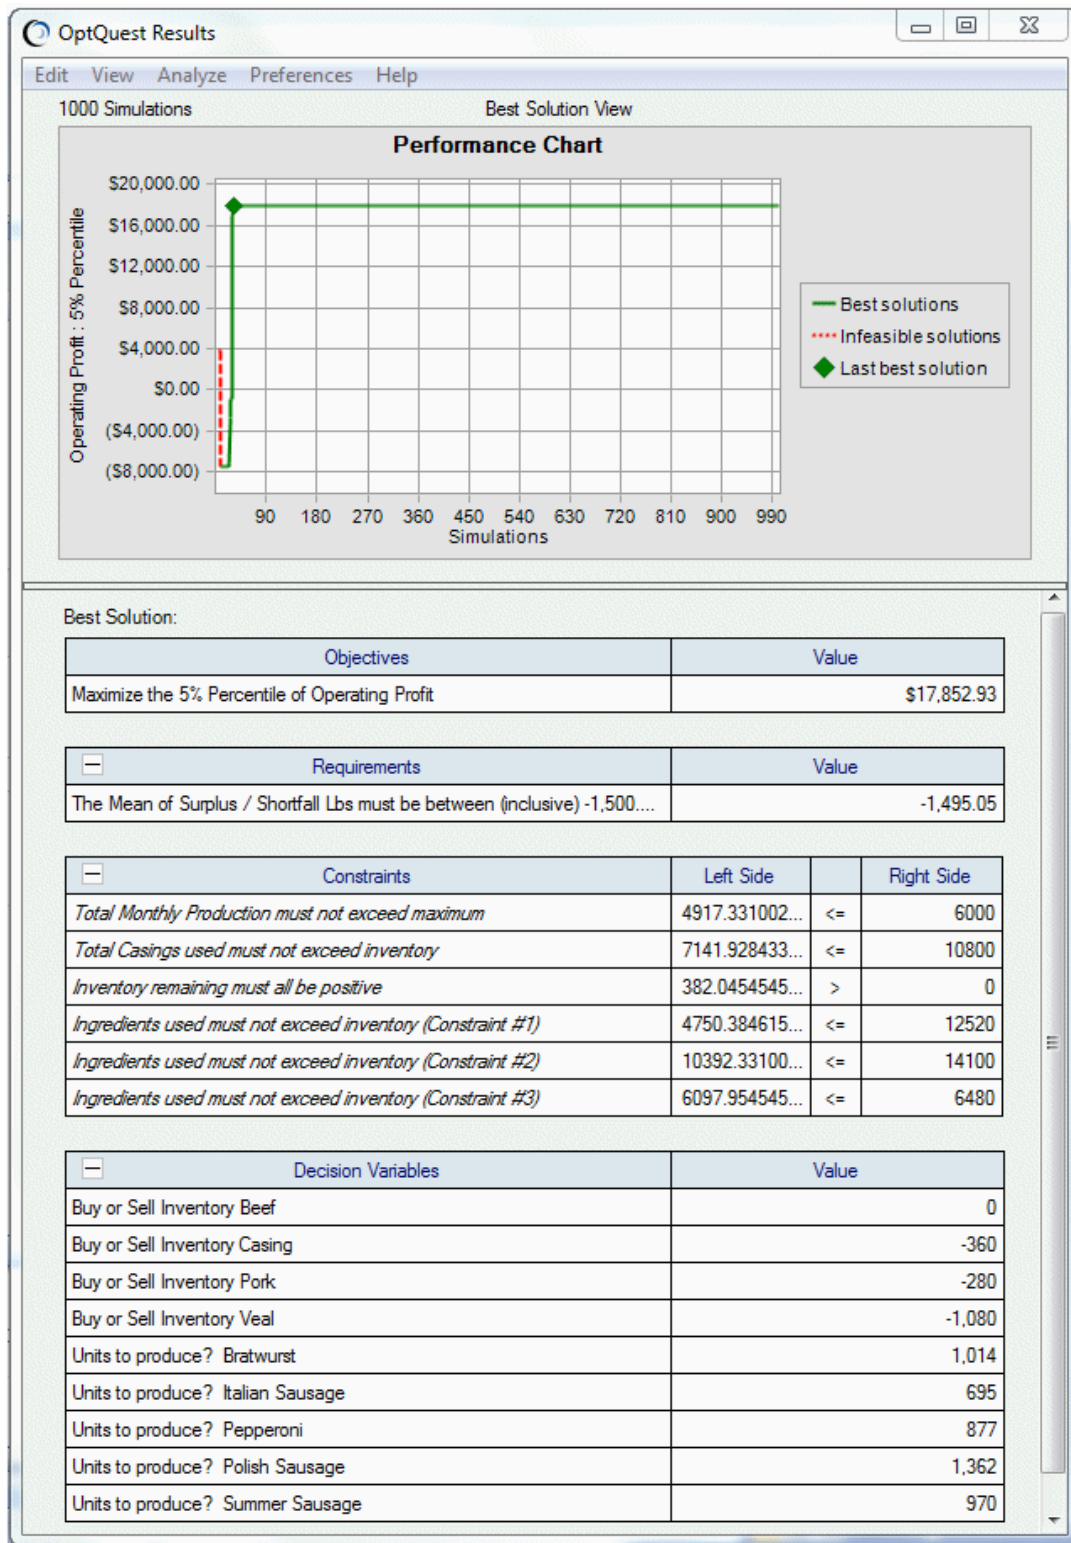 OptQuest Results
Edit View Analyze Preferences Help
1000 Simulations Best Solution View
Performance Chart
$20,000.00
$16,000.00
$12,000.00
$8,000.00
$4,000.00
$0.00
($4,000.00)
($8,000.00)
Operating Profit : 5% Percentile
90 180 270 360 450 540 630 720 810 900 990
Simulations
Best solutions
Infeasible solutions
Last best solution
Best Solution:
Objectives Value
Maximize the 5% Percentile of Operating Profit $17,852.93
Requirements Value
The Mean of Surplus / Shortfall Lbs must be between (inclusive) -1,500.... -1,495.05
Constraints Left Side Right Side
Total Monthly Production must not exceed maximum 4917.331002... <= 6000
Total Casings used must not exceed inventory 7141.928433... <= 10800
Inventory remaining must all be positive 382.0454545... > 0
Ingredients used must not exceed inventory (Constraint #1) 4750.384615... <= 12520
Ingredients used must not exceed inventory (Constraint #2) 10392.33100... <= 14100
Ingredients used must not exceed inventory (Constraint #3) 6097.954545... <= 6480
Decision Variables Value
Buy or Sell Inventory Beef 0
Buy or Sell Inventory Casing -360
Buy or Sell Inventory Pork -280
Buy or Sell Inventory Veal -1,080
Units to produce? Bratwurst 1,014
Units to produce? Italian Sausage 695
Units to produce? Pepperoni 877
Units to produce? Polish Sausage 1,362
Units to produce? Summer Sausage 970